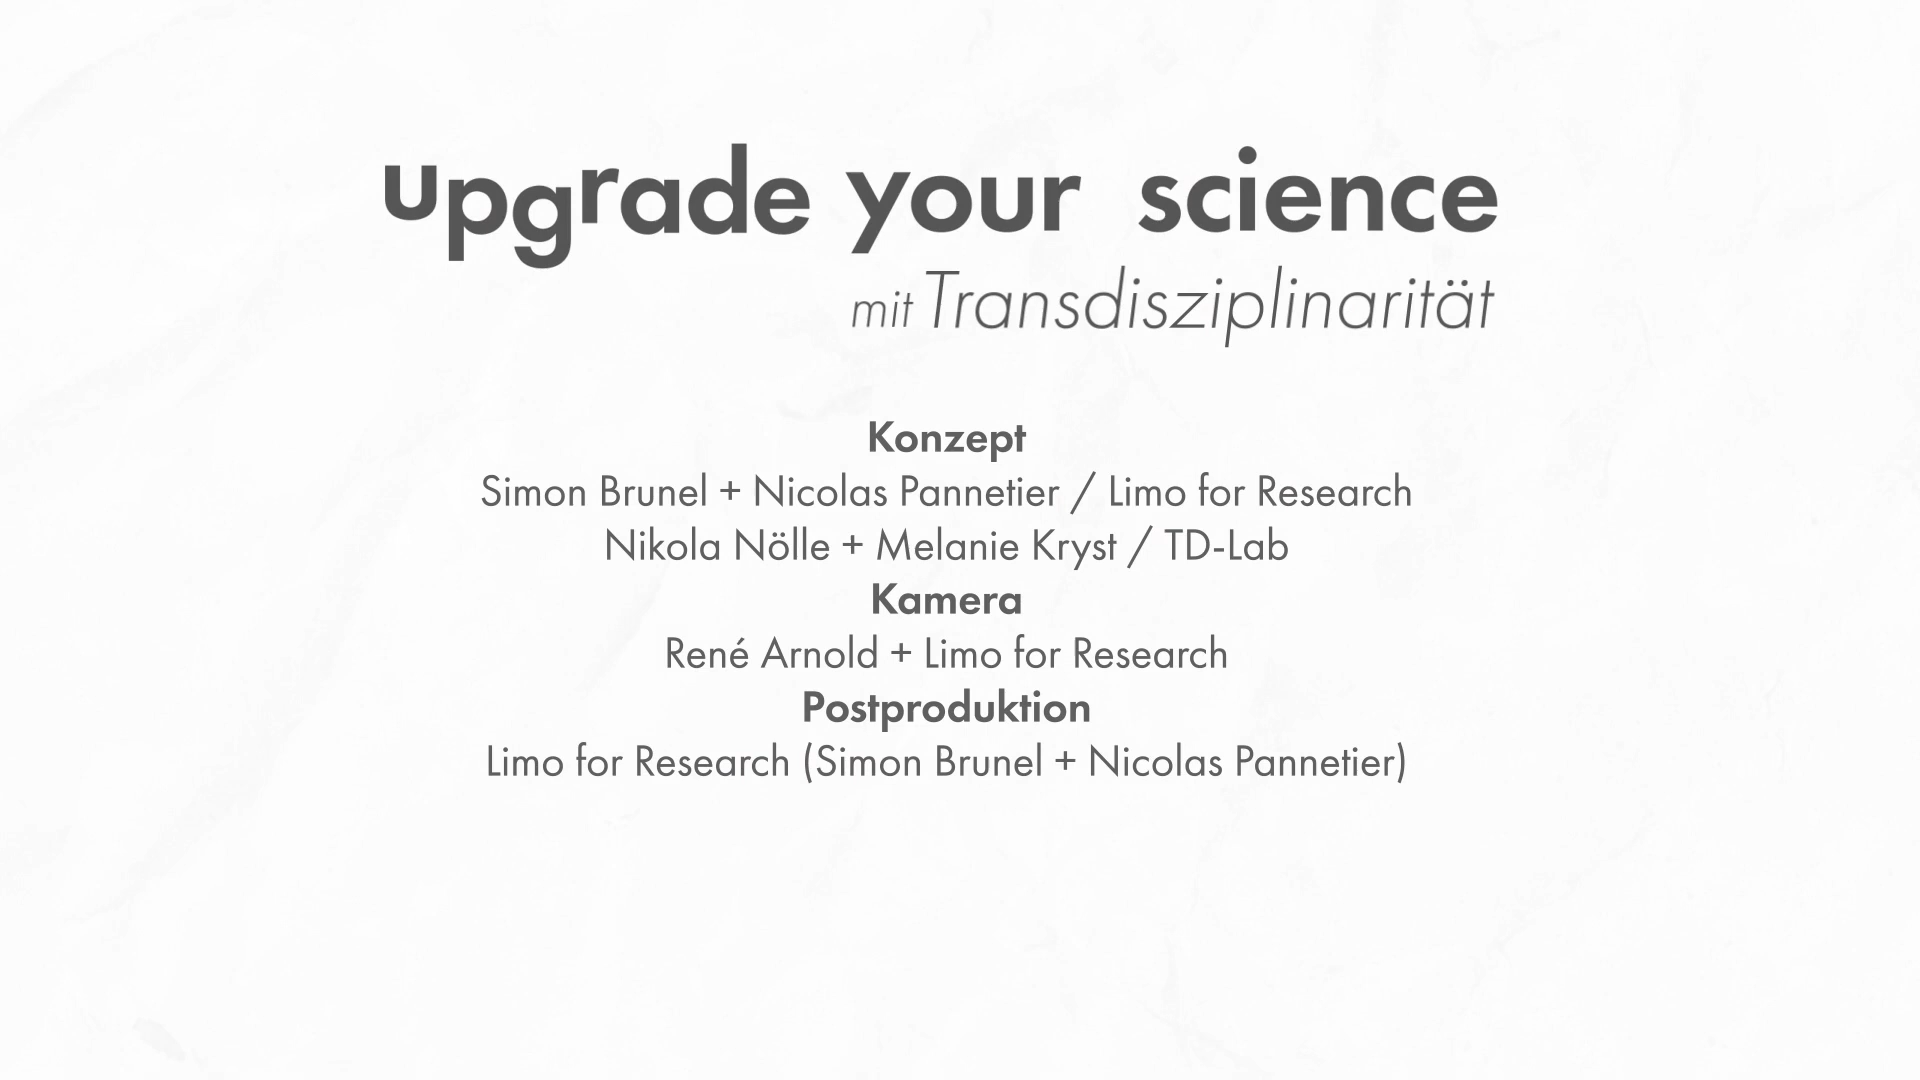 upgrade your science
mit Transdisziplinarität
Konzept
Simon Brunel + Nicolas Pannetier / Limo for Research
Nikola Nölle + Melanie Kryst / TD-Lab
Kamera
René Arnold + Limo for Research
Postproduktion
Limo for Research (Simon Brunel + Nicolas Pannetier)